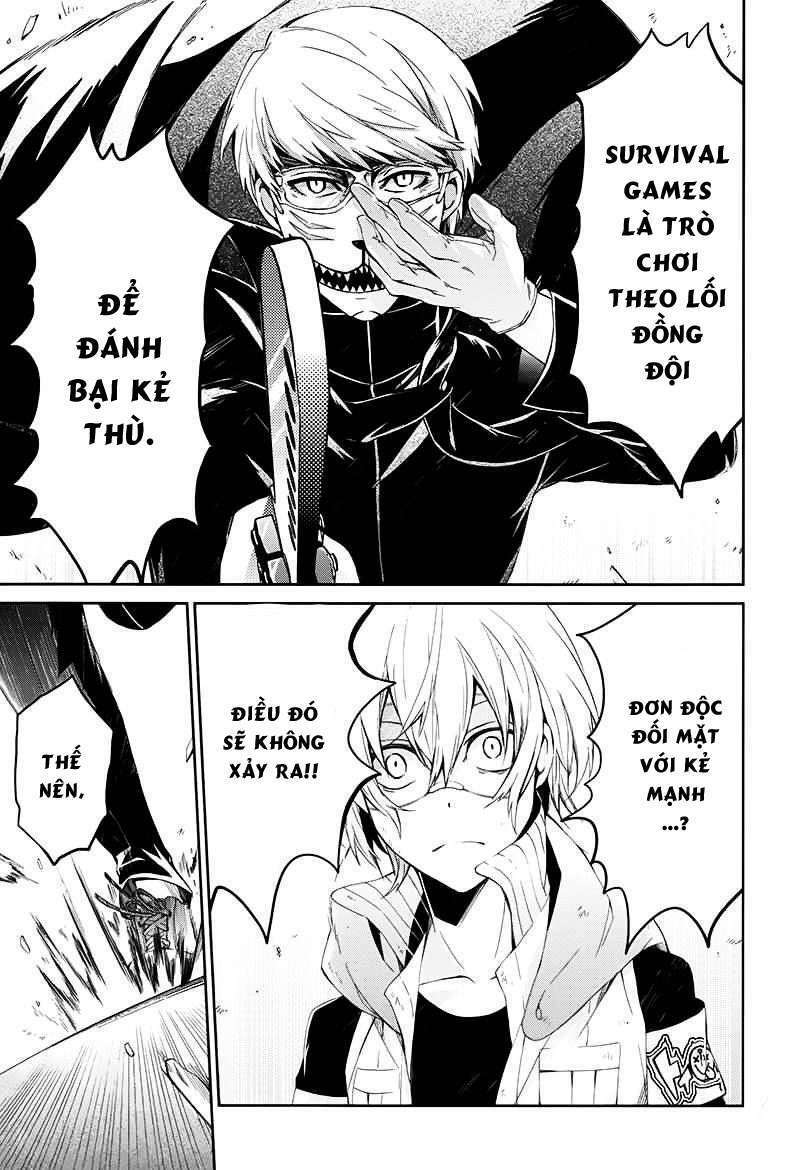 SURVIVAL
GAMES
LÀ TRÒ
CHƠI
THEO LỐI
ĐỒNG
ĐỘI
ĐỂ
ĐÁNH
BẠI KẺ
THÙ.
ĐƠN ĐỘC
ĐỐI MẶT
VỚI KẺ
MẠNH
...?
ĐIỀU ĐÓ
SẼ KHÔNG
XẢY RA!!
THẾ
NÊN,